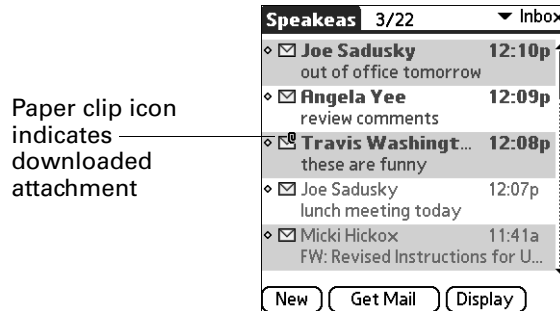 Speakeas 3/22 Inbox
Joe Sadusky 12:10p
out of office tomorrow
Angela Yee 12:09p
review comments
Travis Washingt... 12:08p
these are funny
Joe Sadusky 12:07p
lunch meeting today
Micki Hickox 11:41a
FW: Revised Instructions for U...
New Get Mail Display
Paper clip icon
indicates
downloaded
attachment